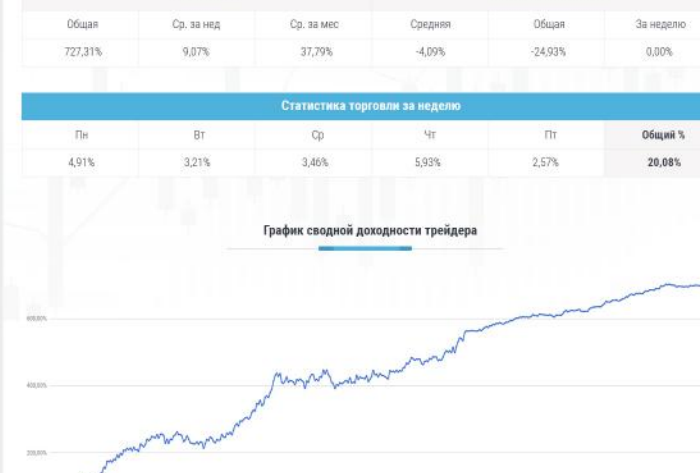 Общая Ср. за нед Ср. за мес Средняя Общая За неделю
727,31% 9,07% 37,79% -4,09% -24,93% 0,00%
Статистика торговли за неделю
Пн Вт Ср Чт Пт Общий %
4,91% 3,21% 3,46% 5,93% 2,57% 20,08%
График сводной доходности трейдера
600,00%
400,00%
200,00%